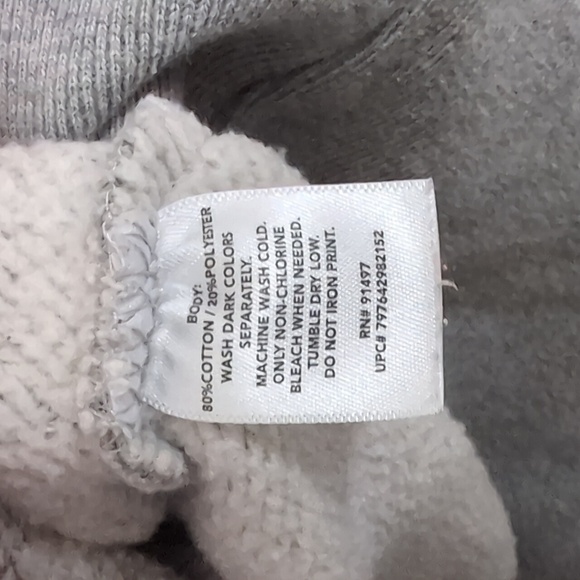 BODY:
80%COTTON / 20%POLYESTER
WASH DARK COLORS
SEPARATELY.
MACHINE WASH COLD.
ONLY NON-CHLORINE
BLEACH WHEN NEEDED.
TUMBLE DRY LOW.
DO NOT IRON PRINT.
RN# 91497
UPC# 797642982152